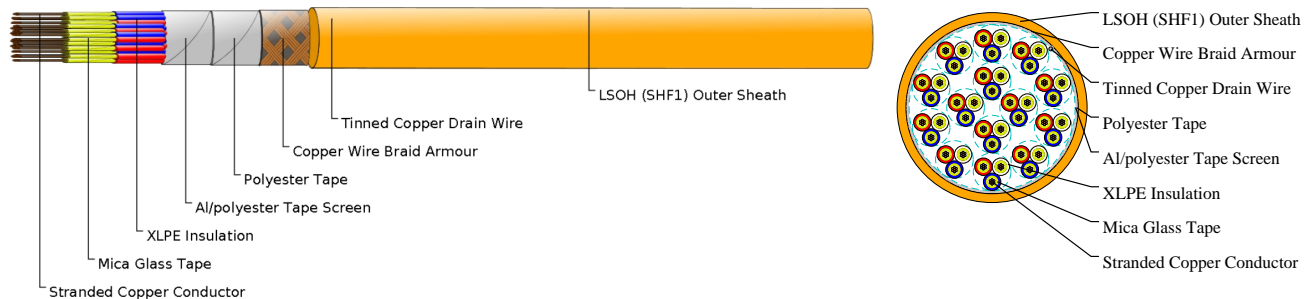 LSOH (SHF1) Outer Sheath
Tinned Copper Drain Wire
Copper Wire Braid Armour
Polyester Tape
Al/polyester Tape Screen
XLPE Insulation
Mica Glass Tape
Stranded Copper Conductor
LSOH (SHF1) Outer Sheath
Copper Wire Braid Armour
Tinned Copper Drain Wire
Polyester Tape
Al/polyester Tape Screen
XLPE Insulation
Mica Glass Tape
Stranded Copper Conductor